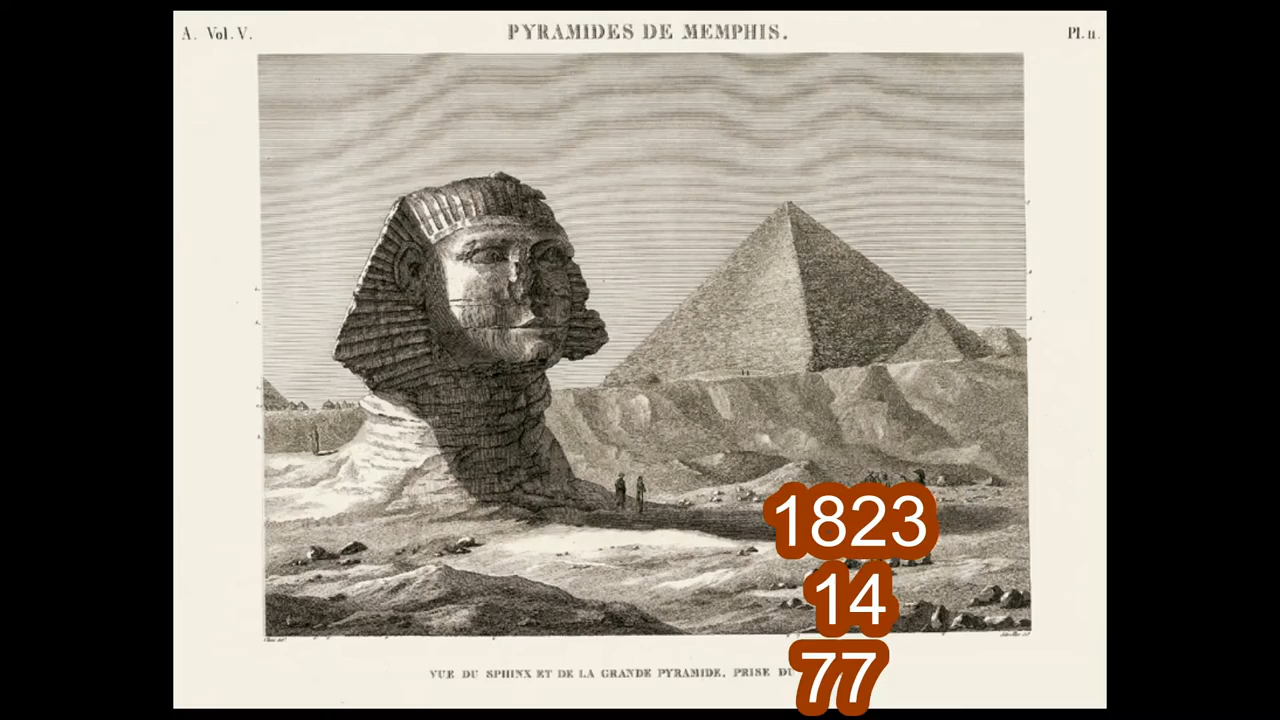 A. Vol. V.
PYRAMIDES DE MEMPHIS.
Pl. 11.
1823
14
77
VUE DU SPHINX ET DE LA GRANDE PYRAMIDE, PRISE DU